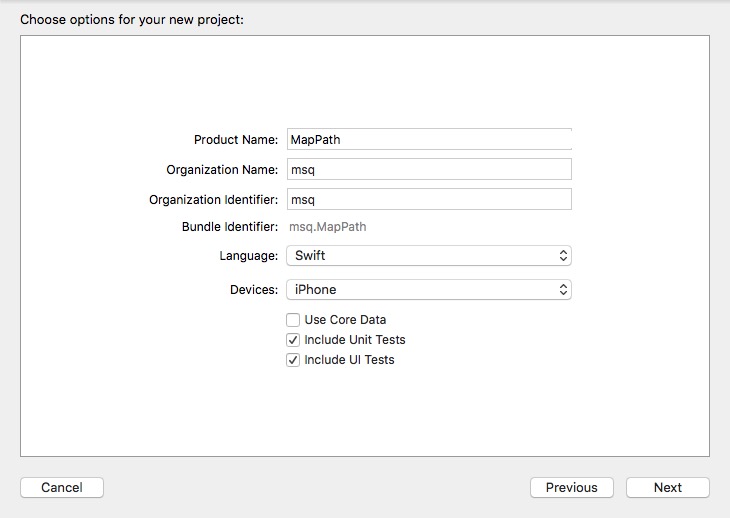 Choose options for your new project:
Product Name: MapPath
Organization Name: msq
Organization Identifier: msq
Bundle Identifier: msq.MapPath
Language: Swift
Devices: iPhone
Use Core Data
Include Unit Tests
Include UI Tests
Cancel Previous Next